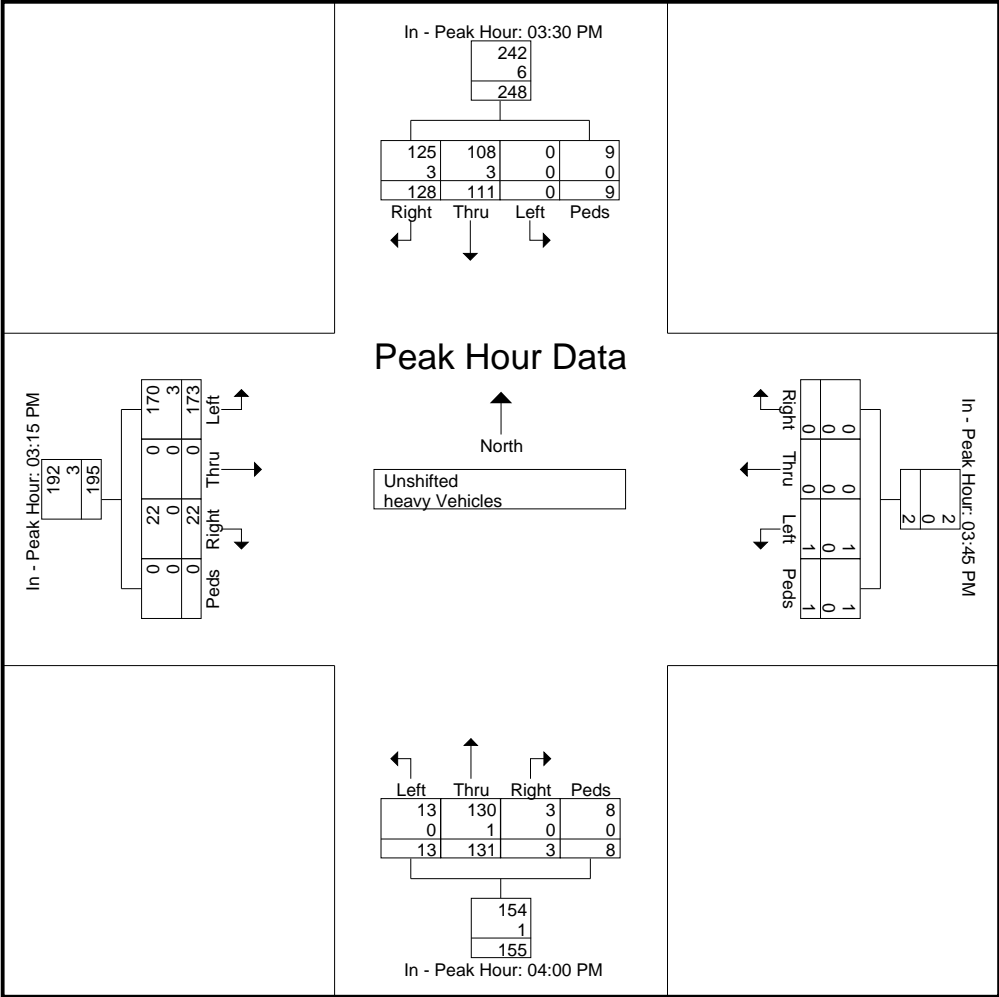 In - Peak Hour: 03:30 PM
242
6
248
125 108 0 9
3 3 0 0
128 111 0 9
Right Thru Left Peds
Peak Hour Data
North
Unshifted
heavy Vehicles
In - Peak Hour: 03:15 PM
192
3
195
170 0 22 0
3 0 0 0
173 0 22 0
Left Thru Right Peds
In - Peak Hour: 03:45 PM
2
0
2
0 0 1 1
0 0 0 0
0 0 1 1
Right Thru Left Peds
Left Thru Right Peds
13 130 3 8
0 1 0 0
13 131 3 8
154
1
155
In - Peak Hour: 04:00 PM